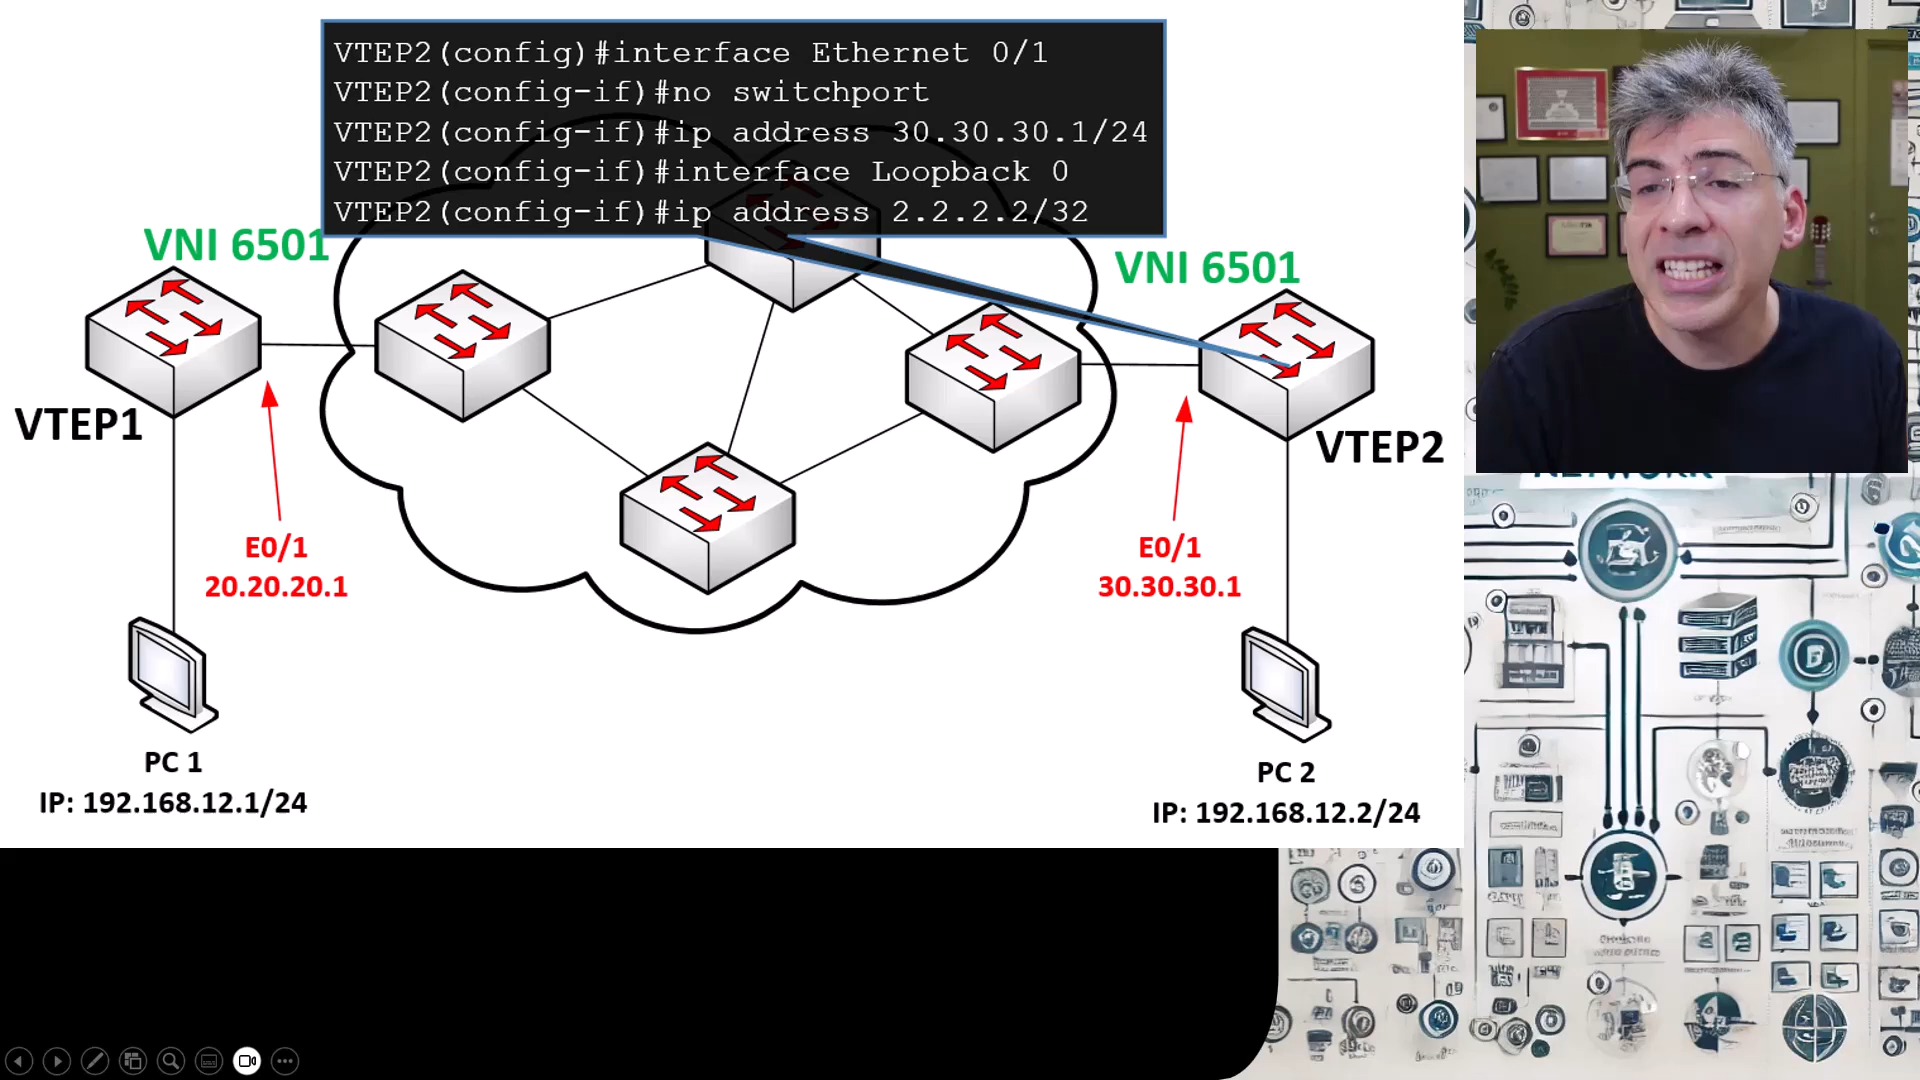 VTEP2(config)#interface Ethernet 0/1
VTEP2(config-if)#no switchport
VTEP2(config-if)#ip address 30.30.30.1/24
VTEP2(config-if)#interface Loopback 0
VTEP2(config-if)#ip address 2.2.2.2/32
VNI 6501
VNI 6501
VTEP1
VTEP2
E0/1
20.20.20.1
E0/1
30.30.30.1
PC 1
IP: 192.168.12.1/24
PC 2
IP: 192.168.12.2/24